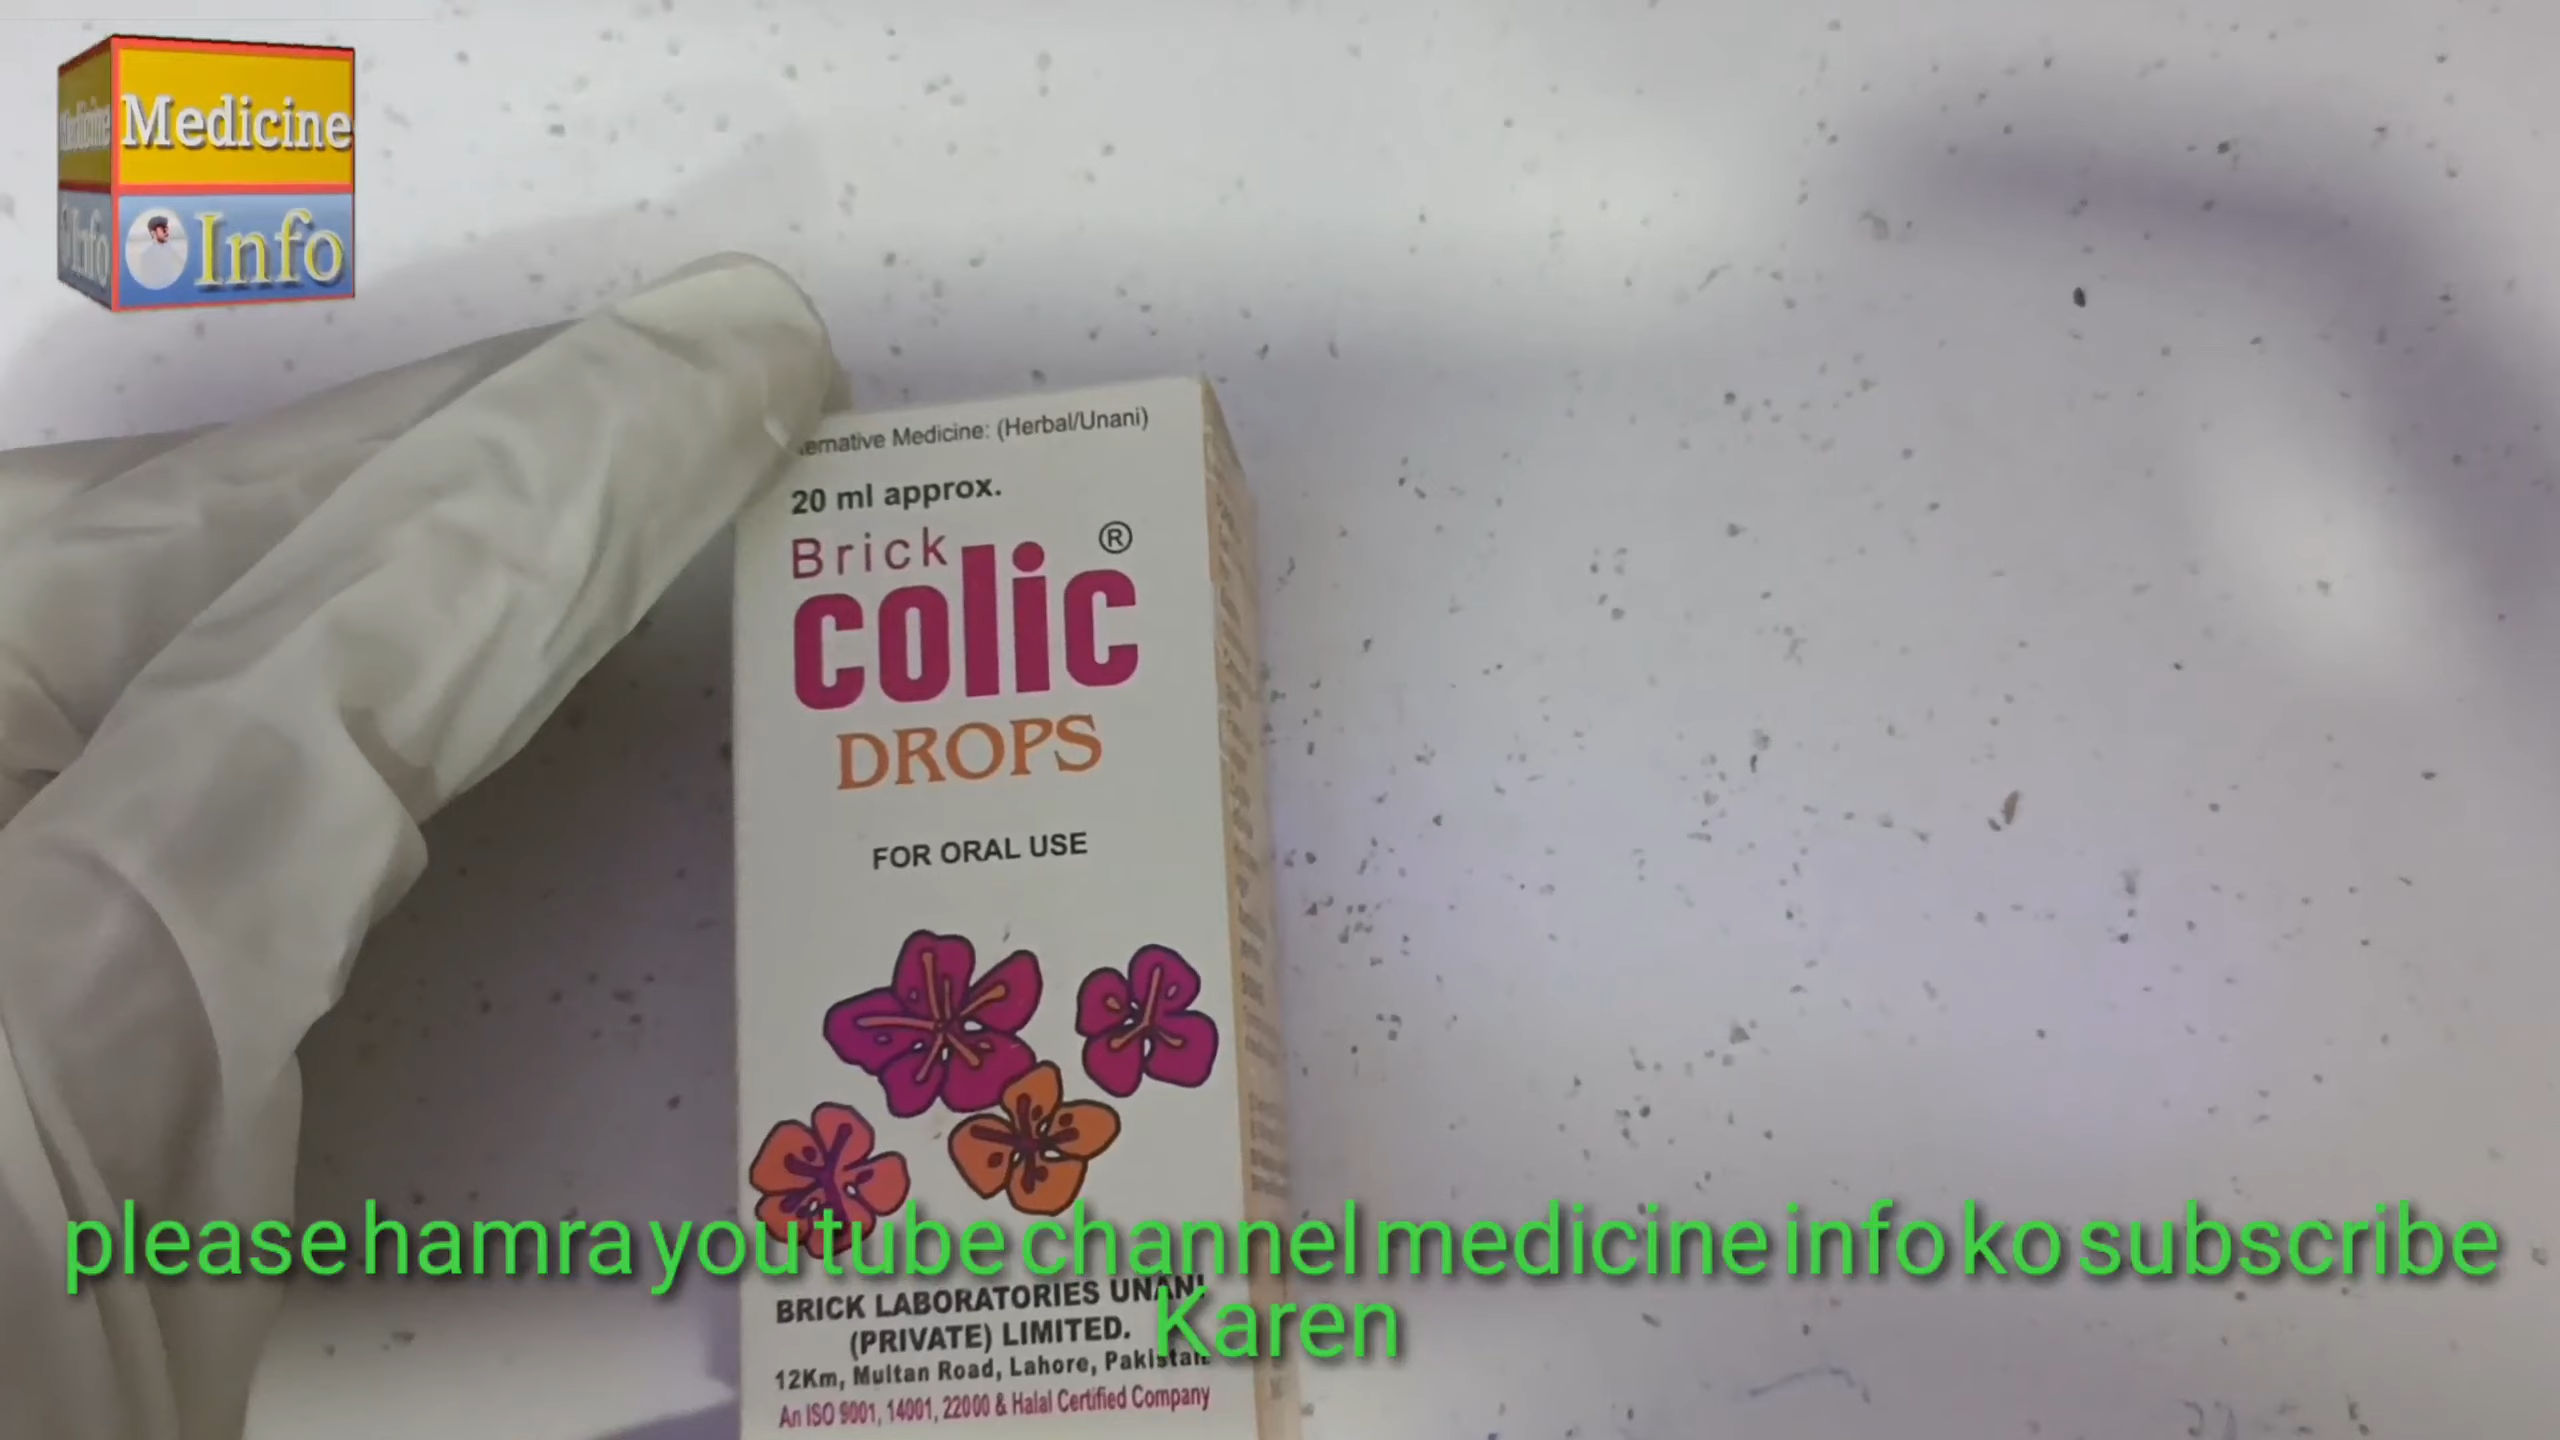 Medicine
Info
Medicine: (Herbal/Unani)
20 ml approx.
Brick
colic ®
DROPS
FOR ORAL USE
please hamra you tube channel medicine info ko subscribe
Karen
BRICK LABORATORIES UNANI
(PRIVATE) LIMITED.
12Km, Multan Road, Lahore, Pakistan.
An ISO 9001, 14001, 22000 & Halal Certified Company